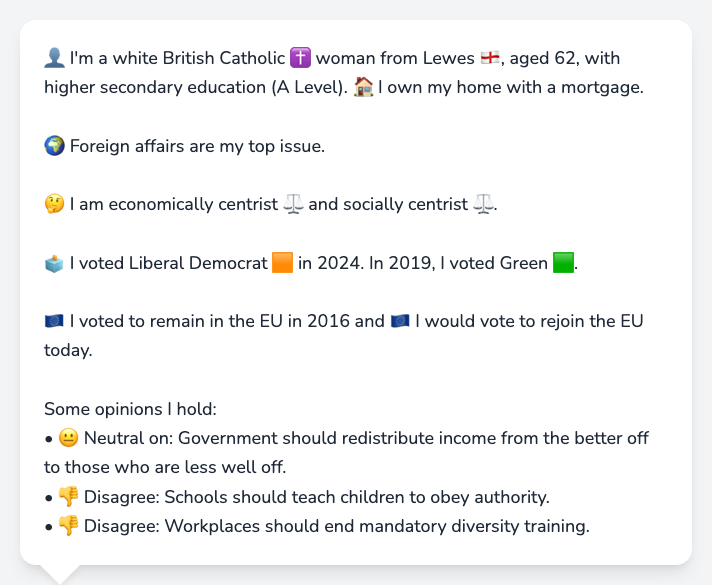 👤 I'm a white British Catholic ✝️ woman from Lewes 🏴󠁧󠁢󠁥󠁮󠁧󠁿, aged 62, with
higher secondary education (A Level). 🏠 I own my home with a mortgage.
🌍 Foreign affairs are my top issue.
🤔 I am economically centrist ⚖️ and socially centrist ⚖️.
🗳️ I voted Liberal Democrat 🟧 in 2024. In 2019, I voted Green 🟩.
🇪🇺 I voted to remain in the EU in 2016 and 🇪🇺 I would vote to rejoin the EU
today.
Some opinions I hold:
• 😐 Neutral on: Government should redistribute income from the better off
to those who are less well off.
• 👎 Disagree: Schools should teach children to obey authority.
• 👎 Disagree: Workplaces should end mandatory diversity training.